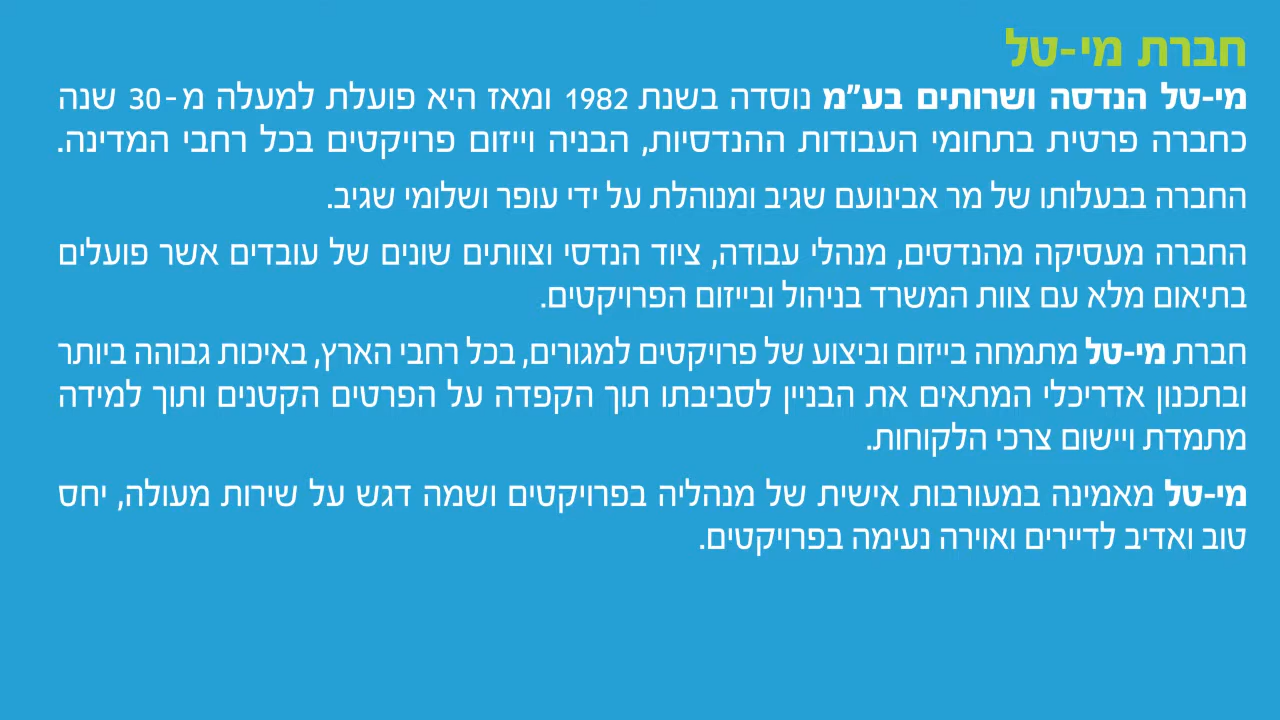 חברת מי-טל
מי-טל הנדסה ושרותים בע"מ נוסדה בשנת 1982 ומאז היא פועלת למעלה מ-30 שנה
כחברה פרטית בתחומי העבודות ההנדסיות, הבניה וייזום פרויקטים בכל רחבי המדינה.
החברה בבעלותו של מר אבינועם שגיב ומנוהלת על ידי עופר ושלומי שגיב.
החברה מעסיקה מהנדסים, מנהלי עבודה, ציוד הנדסי וצוותים שונים של עובדים אשר פועלים
בתיאום מלא עם צוות המשרד בניהול ובייזום הפרויקטים.
חברת מי-טל מתמחה בייזום וביצוע של פרויקטים למגורים, בכל רחבי הארץ, באיכות גבוהה ביותר
ובתכנון אדריכלי המתאים את הבניין לסביבתו תוך הקפדה על הפרטים הקטנים ותוך למידה
מתמדת ויישום צרכי הלקוחות.
מי-טל מאמינה במעורבות אישית של מנהליה בפרויקטים ושמה דגש על שירות מעולה, יחס
טוב ואדיב לדיירים ואוירה נעימה בפרויקטים.